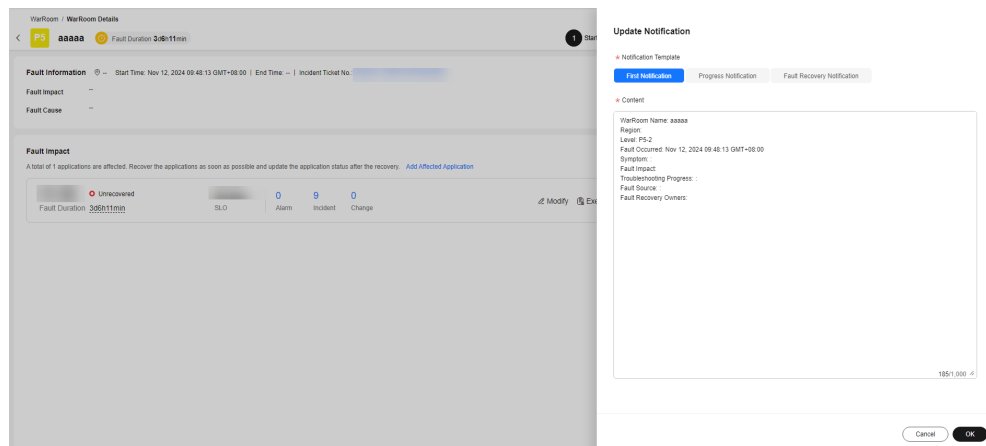 WarRoom / WarRoom Details
P5 aaaaa Fault Duration 3d6h11min
1 Star
Fault Information -- Start Time: Nov 12, 2024 09:48:13 GMT+08:00 | End Time: -- | Incident Ticket No.:
Fault Impact --
Fault Cause --
Fault Impact
A total of 1 applications are affected. Recover the applications as soon as possible and update the application status after the recovery. Add Affected Application
Unrecovered
Fault Duration 3d6h11min
SLO
0 9 0
Alarm Incident Change
Modify Exe
Update Notification
* Notification Template
First Notification Progress Notification Fault Recovery Notification
* Content
WarRoom Name: aaaaa
Region:
Level: P5-2
Fault Occurred: Nov 12, 2024 09:48:13 GMT+08:00
Symptom: :
Fault Impact:
Troubleshooting Progress: :
Fault Source: :
Fault Recovery Owners:
185/1,000
Cancel OK